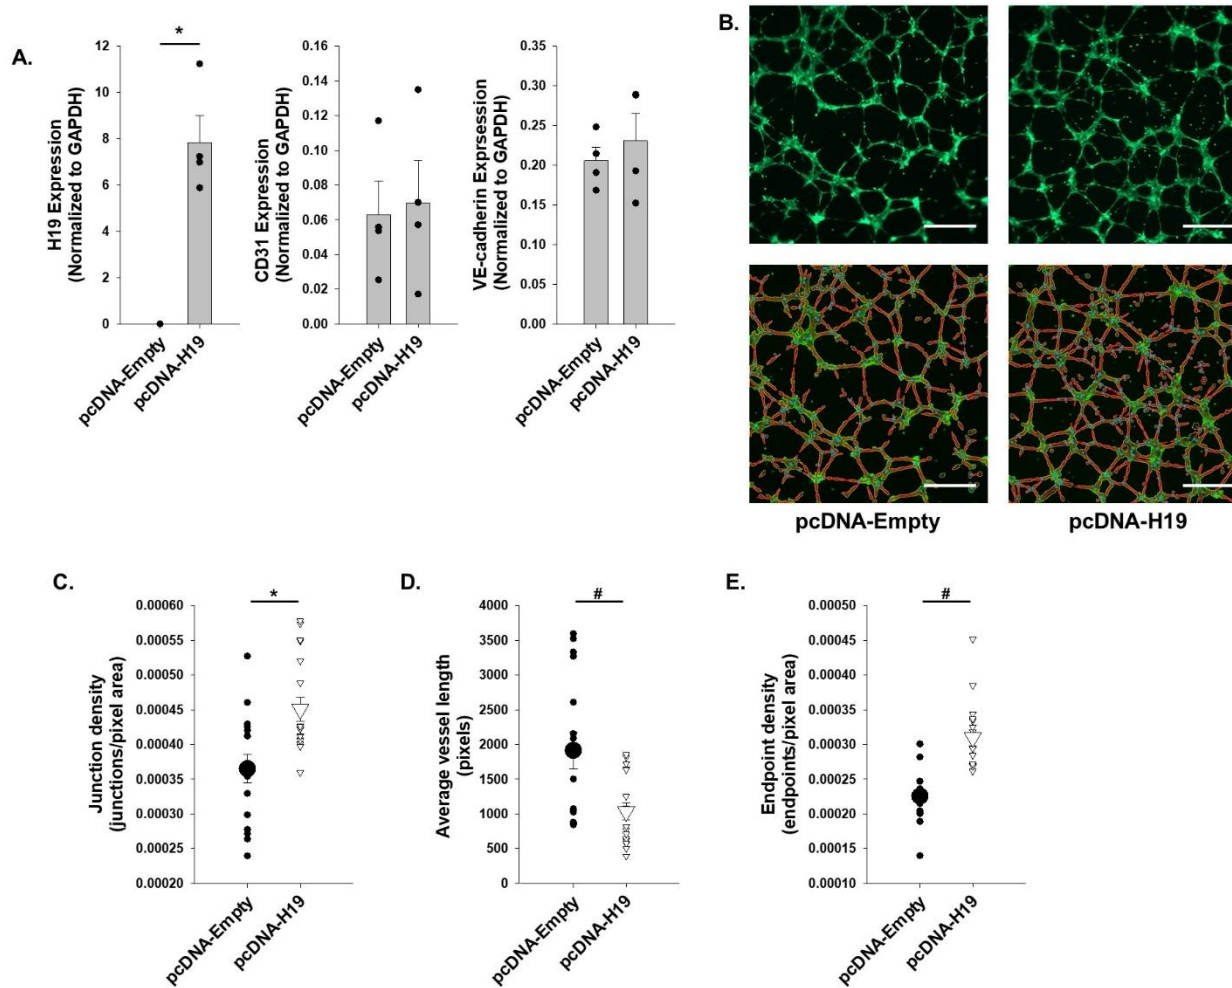 A.
H19 Expression
(Normalized to GAPDH)
12
10
8
6
4
2
0
*
pcDNA-Empty
pcDNA-H19
CD31 Expression
(Normalized to GAPDH)
0.16
0.14
0.12
0.10
0.08
0.06
0.04
0.02
0.00
pcDNA-Empty
pcDNA-H19
VE-cadherin Exprsession
(Normalized to GAPDH)
0.35
0.30
0.25
0.20
0.15
0.10
0.05
0.00
pcDNA-Empty
pcDNA-H19
B.
pcDNA-Empty
pcDNA-H19
C.
Junction density
(junctions/pixel area)
0.00060
0.00055
0.00050
0.00045
0.00040
0.00035
0.00030
0.00025
0.00020
*
pcDNA-Empty
pcDNA-H19
D.
Average vessel length
(pixels)
4000
3500
3000
2500
2000
1500
1000
500
0
#
pcDNA-Empty
pcDNA-H19
E.
Endpoint density
(endpoints/pixel area)
0.00050
0.00045
0.00040
0.00035
0.00030
0.00025
0.00020
0.00015
0.00010
#
pcDNA-Empty
pcDNA-H19